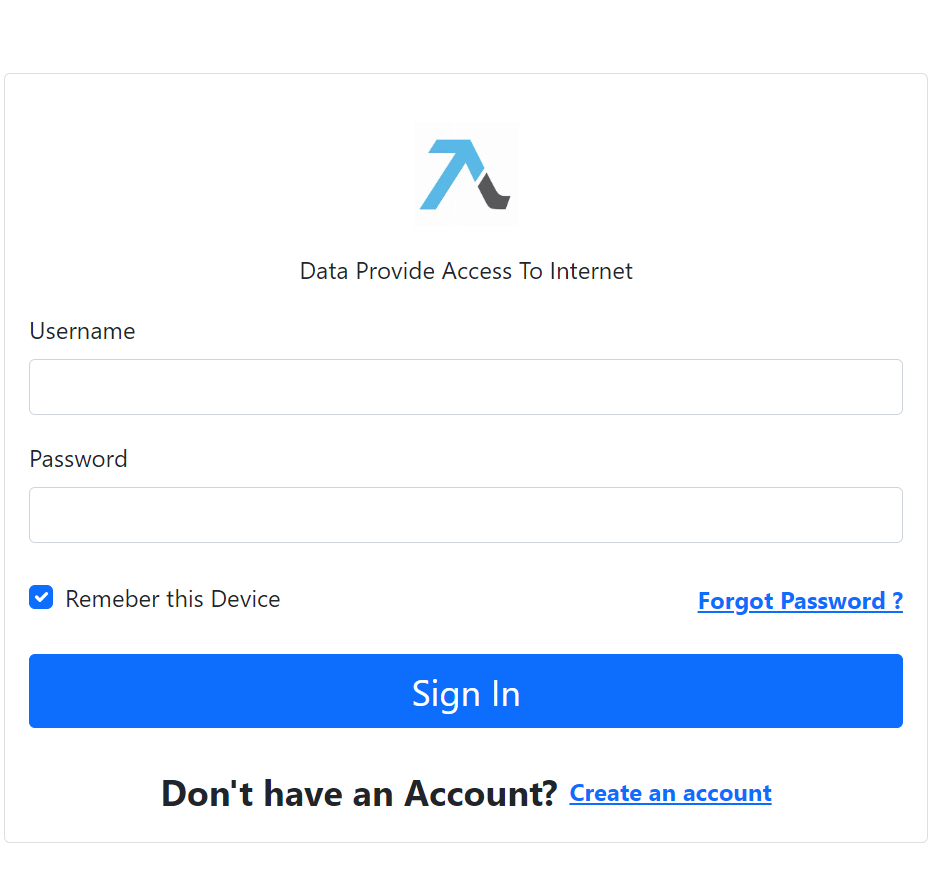 Data Provide Access To Internet
Username
Password
Remeber this Device Forgot Password ?
Sign In
Don't have an Account? Create an account